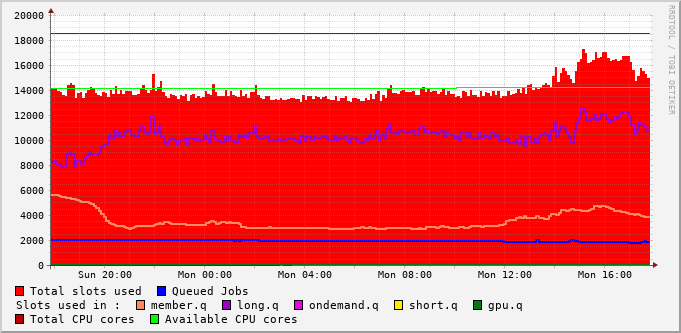 20000
18000
16000
14000
12000
10000
8000
6000
4000
2000
0
Sun 20:00 Mon 00:00 Mon 04:00 Mon 08:00 Mon 12:00 Mon 16:00
Total slots used Queued Jobs
Slots used in : member.q long.q ondemand.q short.q gpu.q
Total CPU cores Available CPU cores
RRDTOOL / TOBI OETIKER